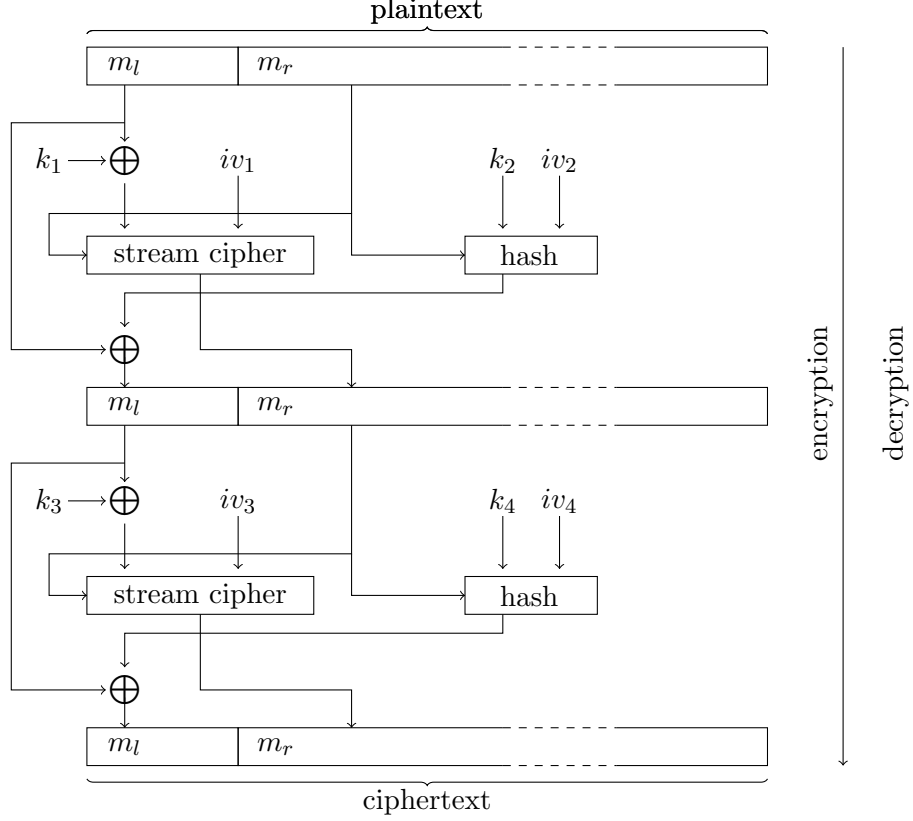 plaintext
m_l m_r
k_1 iv_1 k_2 iv_2
stream cipher hash
m_l m_r
encryption
decryption
k_3 iv_3 k_4 iv_4
stream cipher hash
m_l m_r
ciphertext